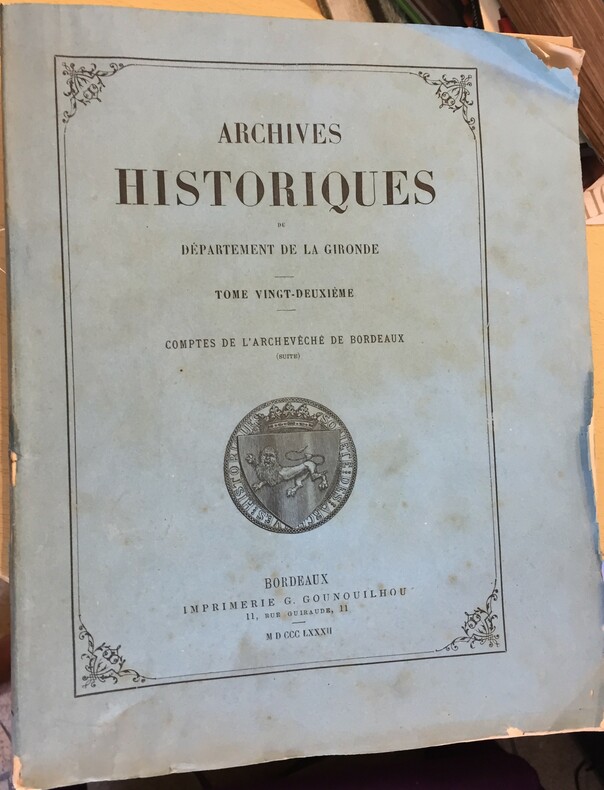 ARCHIVES
HISTORIQUES
DU
DÉPARTEMENT DE LA GIRONDE
TOME VINGT-DEUXIÈME
COMPTES DE L'ARCHEVÊCHÉ DE BORDEAUX
(SUITE)
BORDEAUX
IMPRIMERIE G. GOUNOUILHOU
11, RUE GUIRAUDE, 11
M D CCC LXXXII